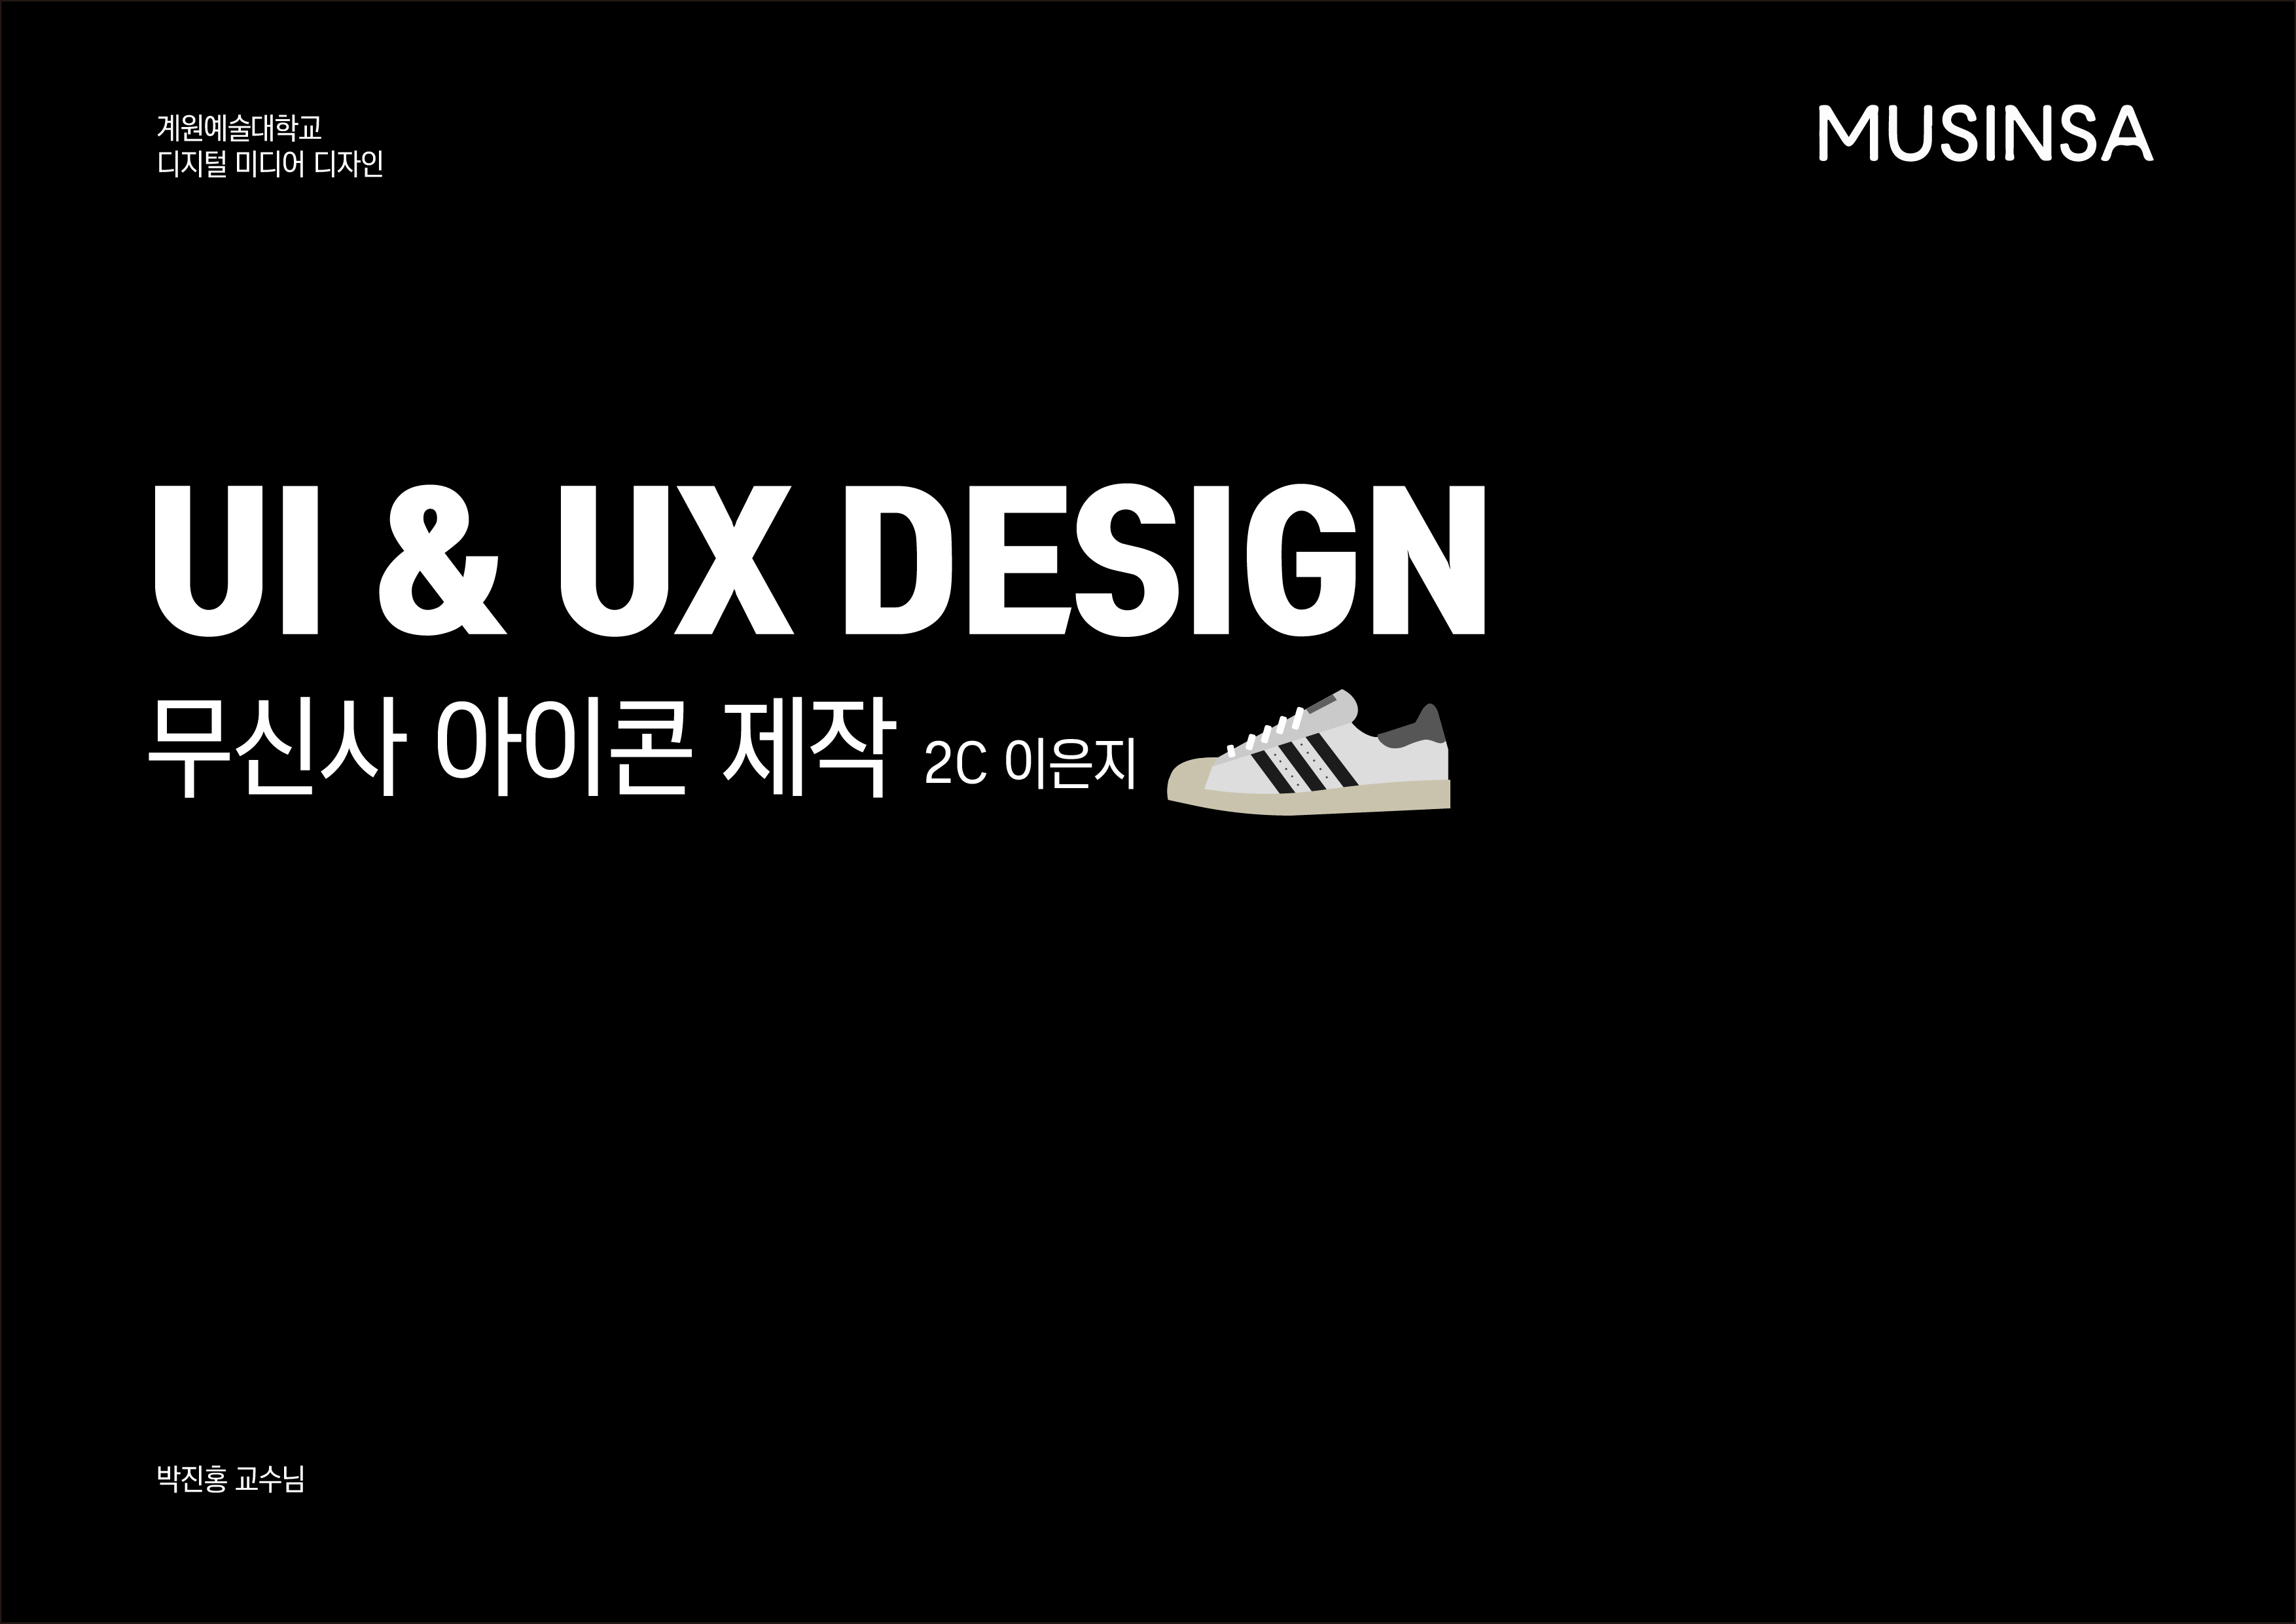 계원예술대학교
디지털 미디어 디자인
MUSINSA
UI & UX DESIGN
무신사 아이콘 제작 2C 이은지
박진홍 교수님